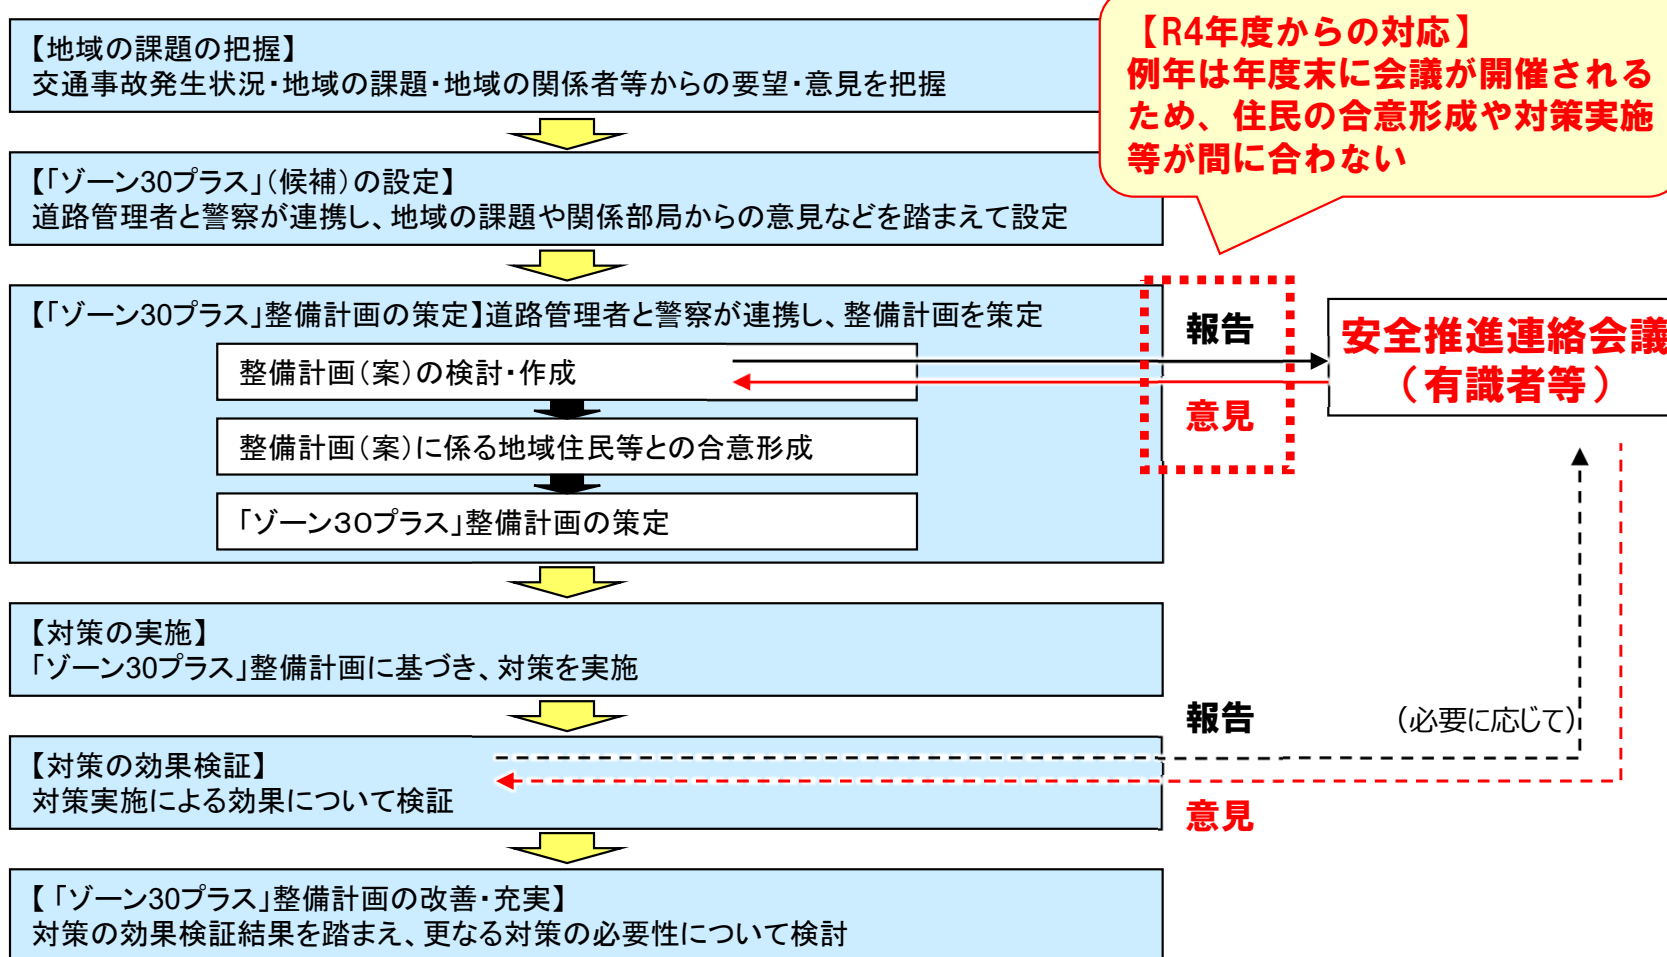 【地域の課題の把握】
交通事故発生状況・地域の課題・地域の関係者等からの要望・意見を把握
【R4年度からの対応】
例年は年度末に会議が開催される
ため、住民の合意形成や対策実施
等が間に合わない
【「ゾーン30プラス」（候補）の設定】
道路管理者と警察が連携し、地域の課題や関係部局からの意見などを踏まえて設定
【「ゾーン30プラス」整備計画の策定】道路管理者と警察が連携し、整備計画を策定
整備計画（案）の検討・作成
整備計画（案）に係る地域住民等との合意形成
「ゾーン３０プラス」整備計画の策定
報告
意見
安全推進連絡会議
（有識者等）
【対策の実施】
「ゾーン30プラス」整備計画に基づき、対策を実施
報告
（必要に応じて）
【対策の効果検証】
対策実施による効果について検証
意見
【「ゾーン30プラス」整備計画の改善・充実】
対策の効果検証結果を踏まえ、更なる対策の必要性について検討